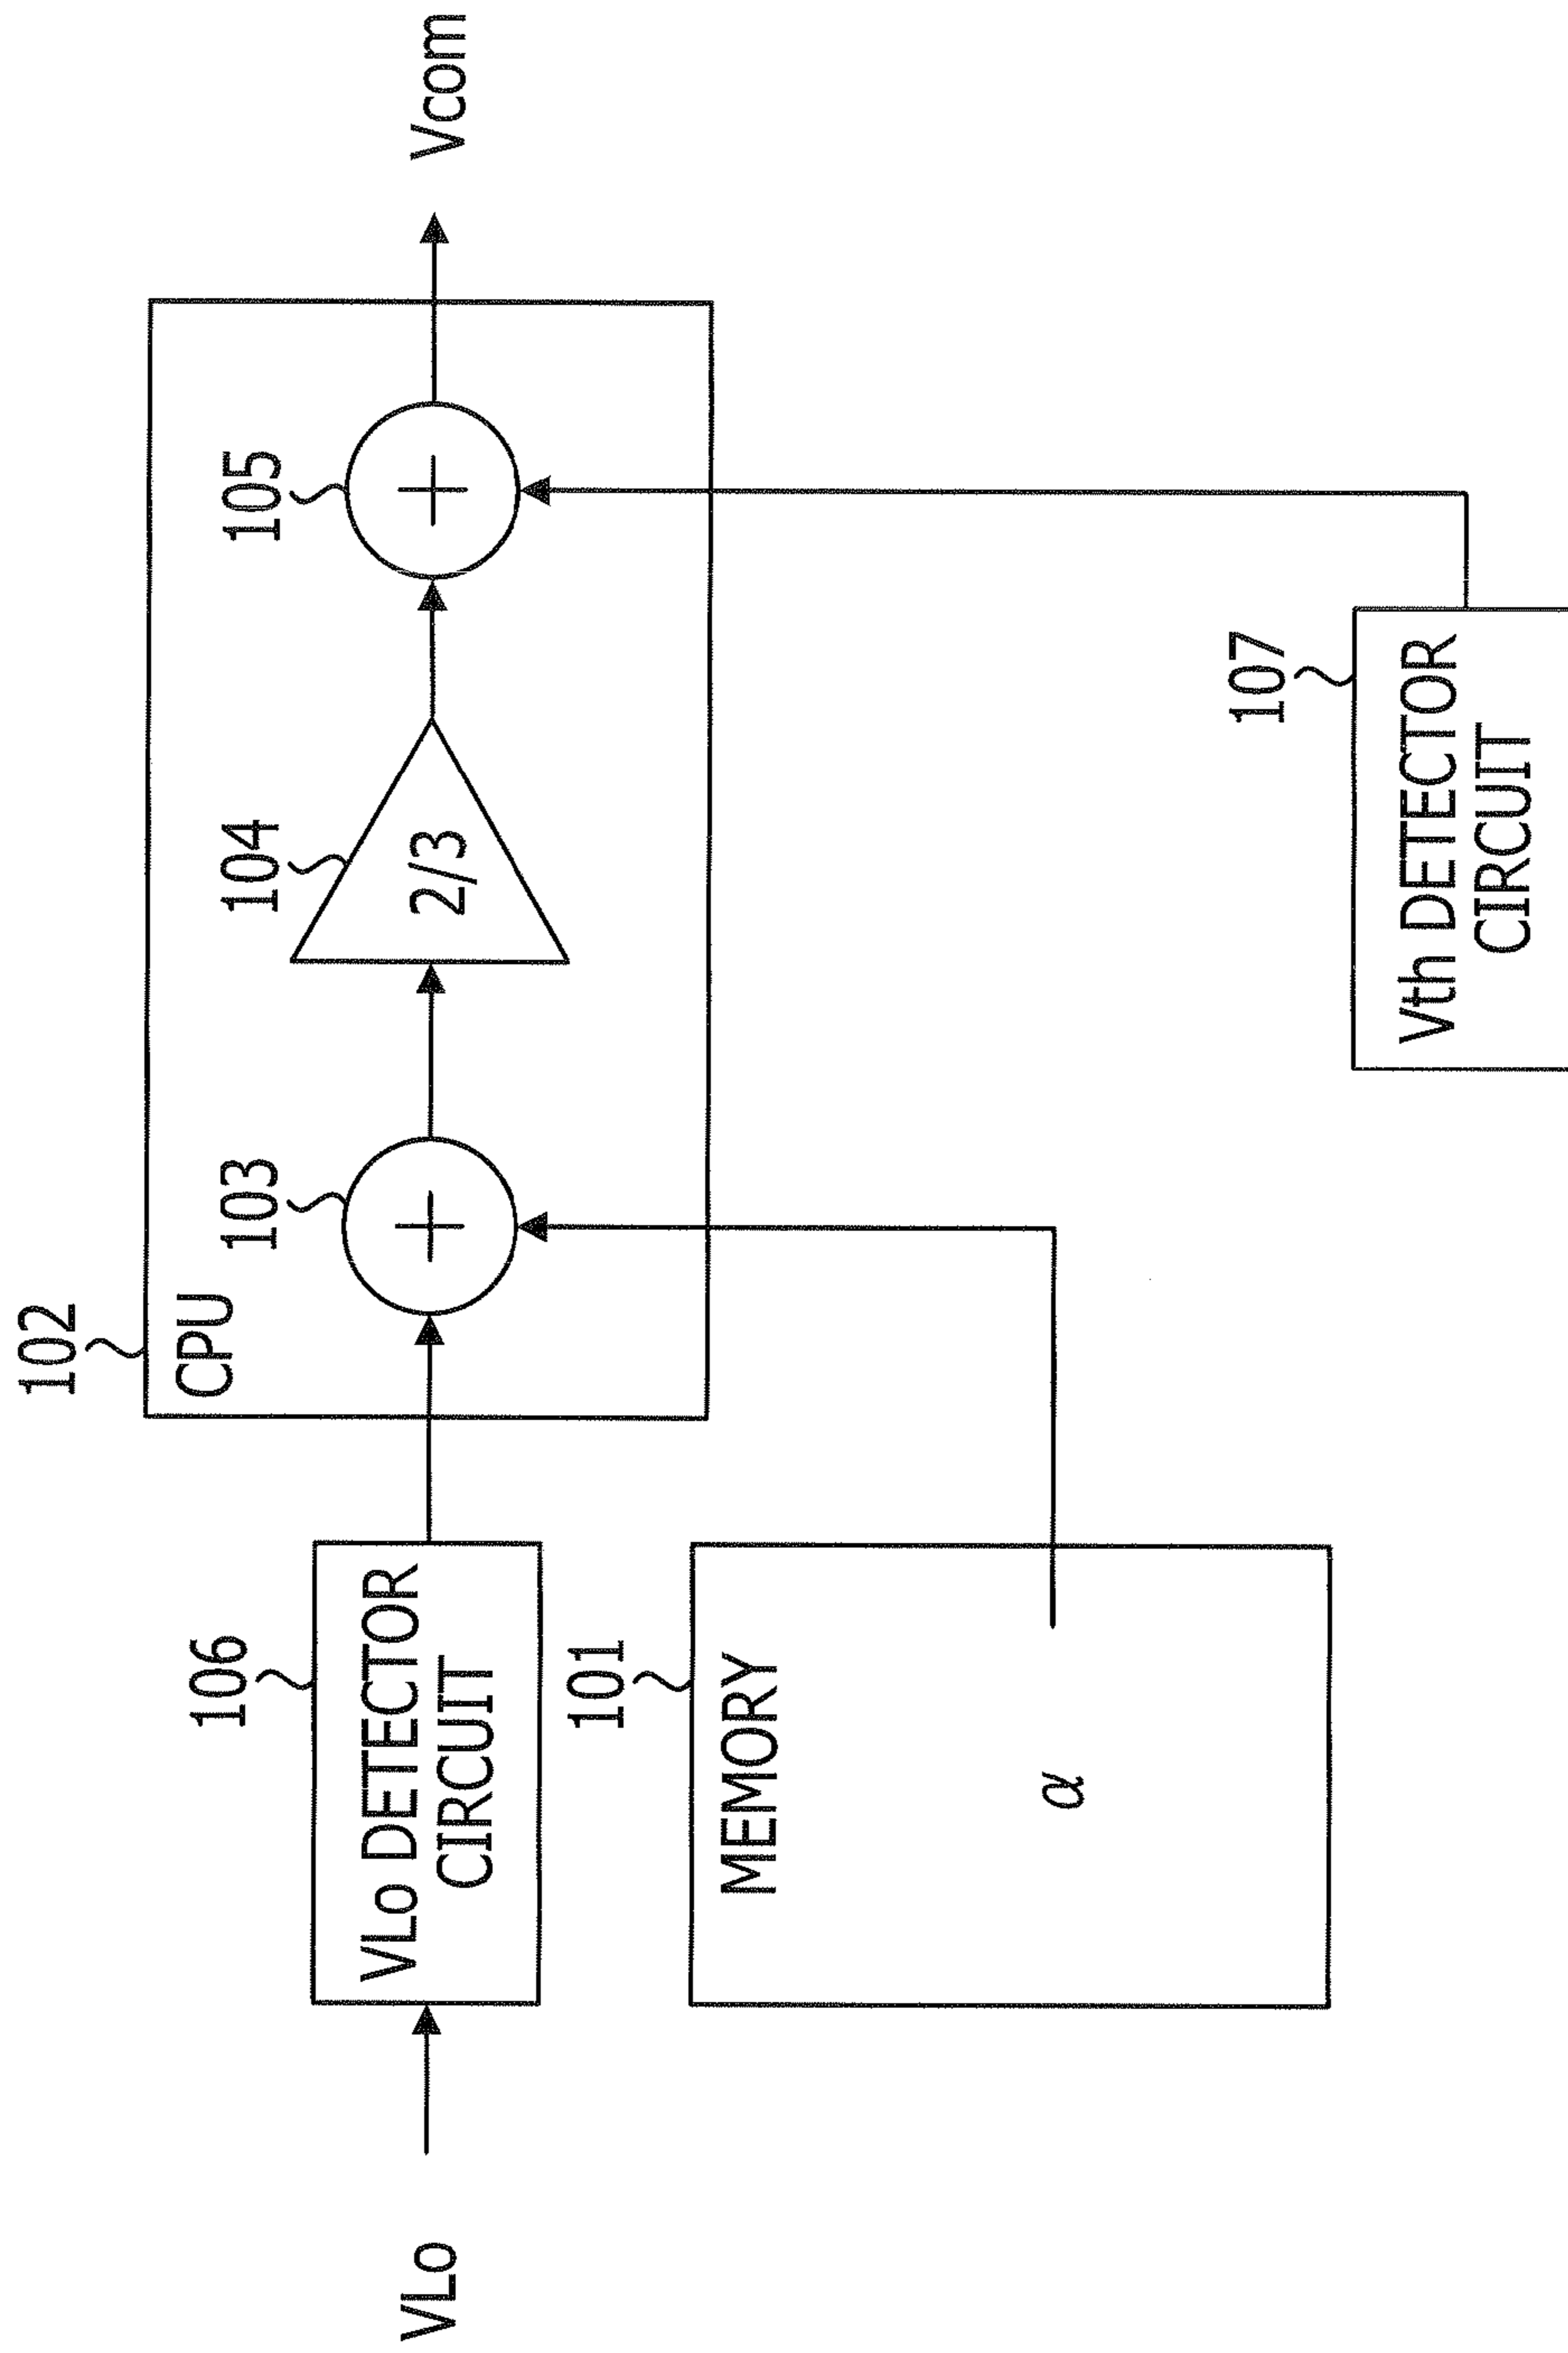 102
CPU
103
104
2/3
105
Vcom
106
VLo DETECTOR
CIRCUIT
VLo
101
MEMORY
α
107
Vth DETECTOR
CIRCUIT